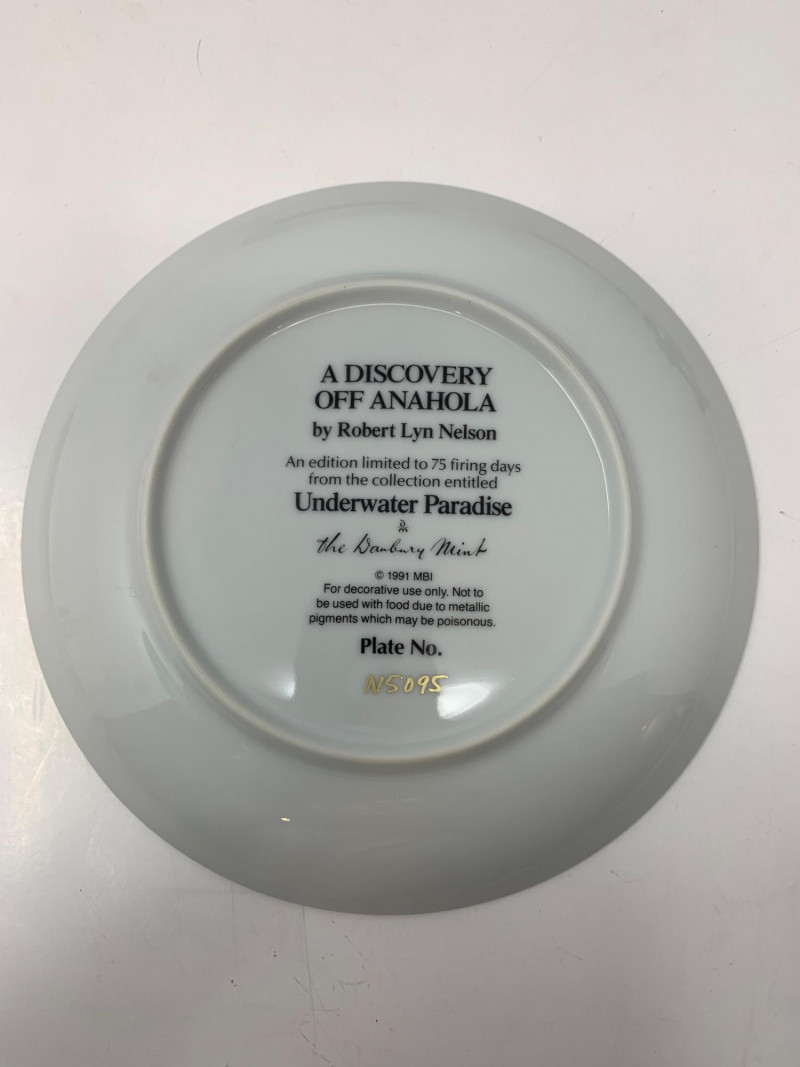 A DISCOVERY
OFF ANAHOLA
by Robert Lyn Nelson
An edition limited to 75 firing days
from the collection entitled
Underwater Paradise
the Danbury Mint
© 1991 MBI
For decorative use only. Not to
be used with food due to metallic
pigments which may be poisonous.
Plate No.
N5095